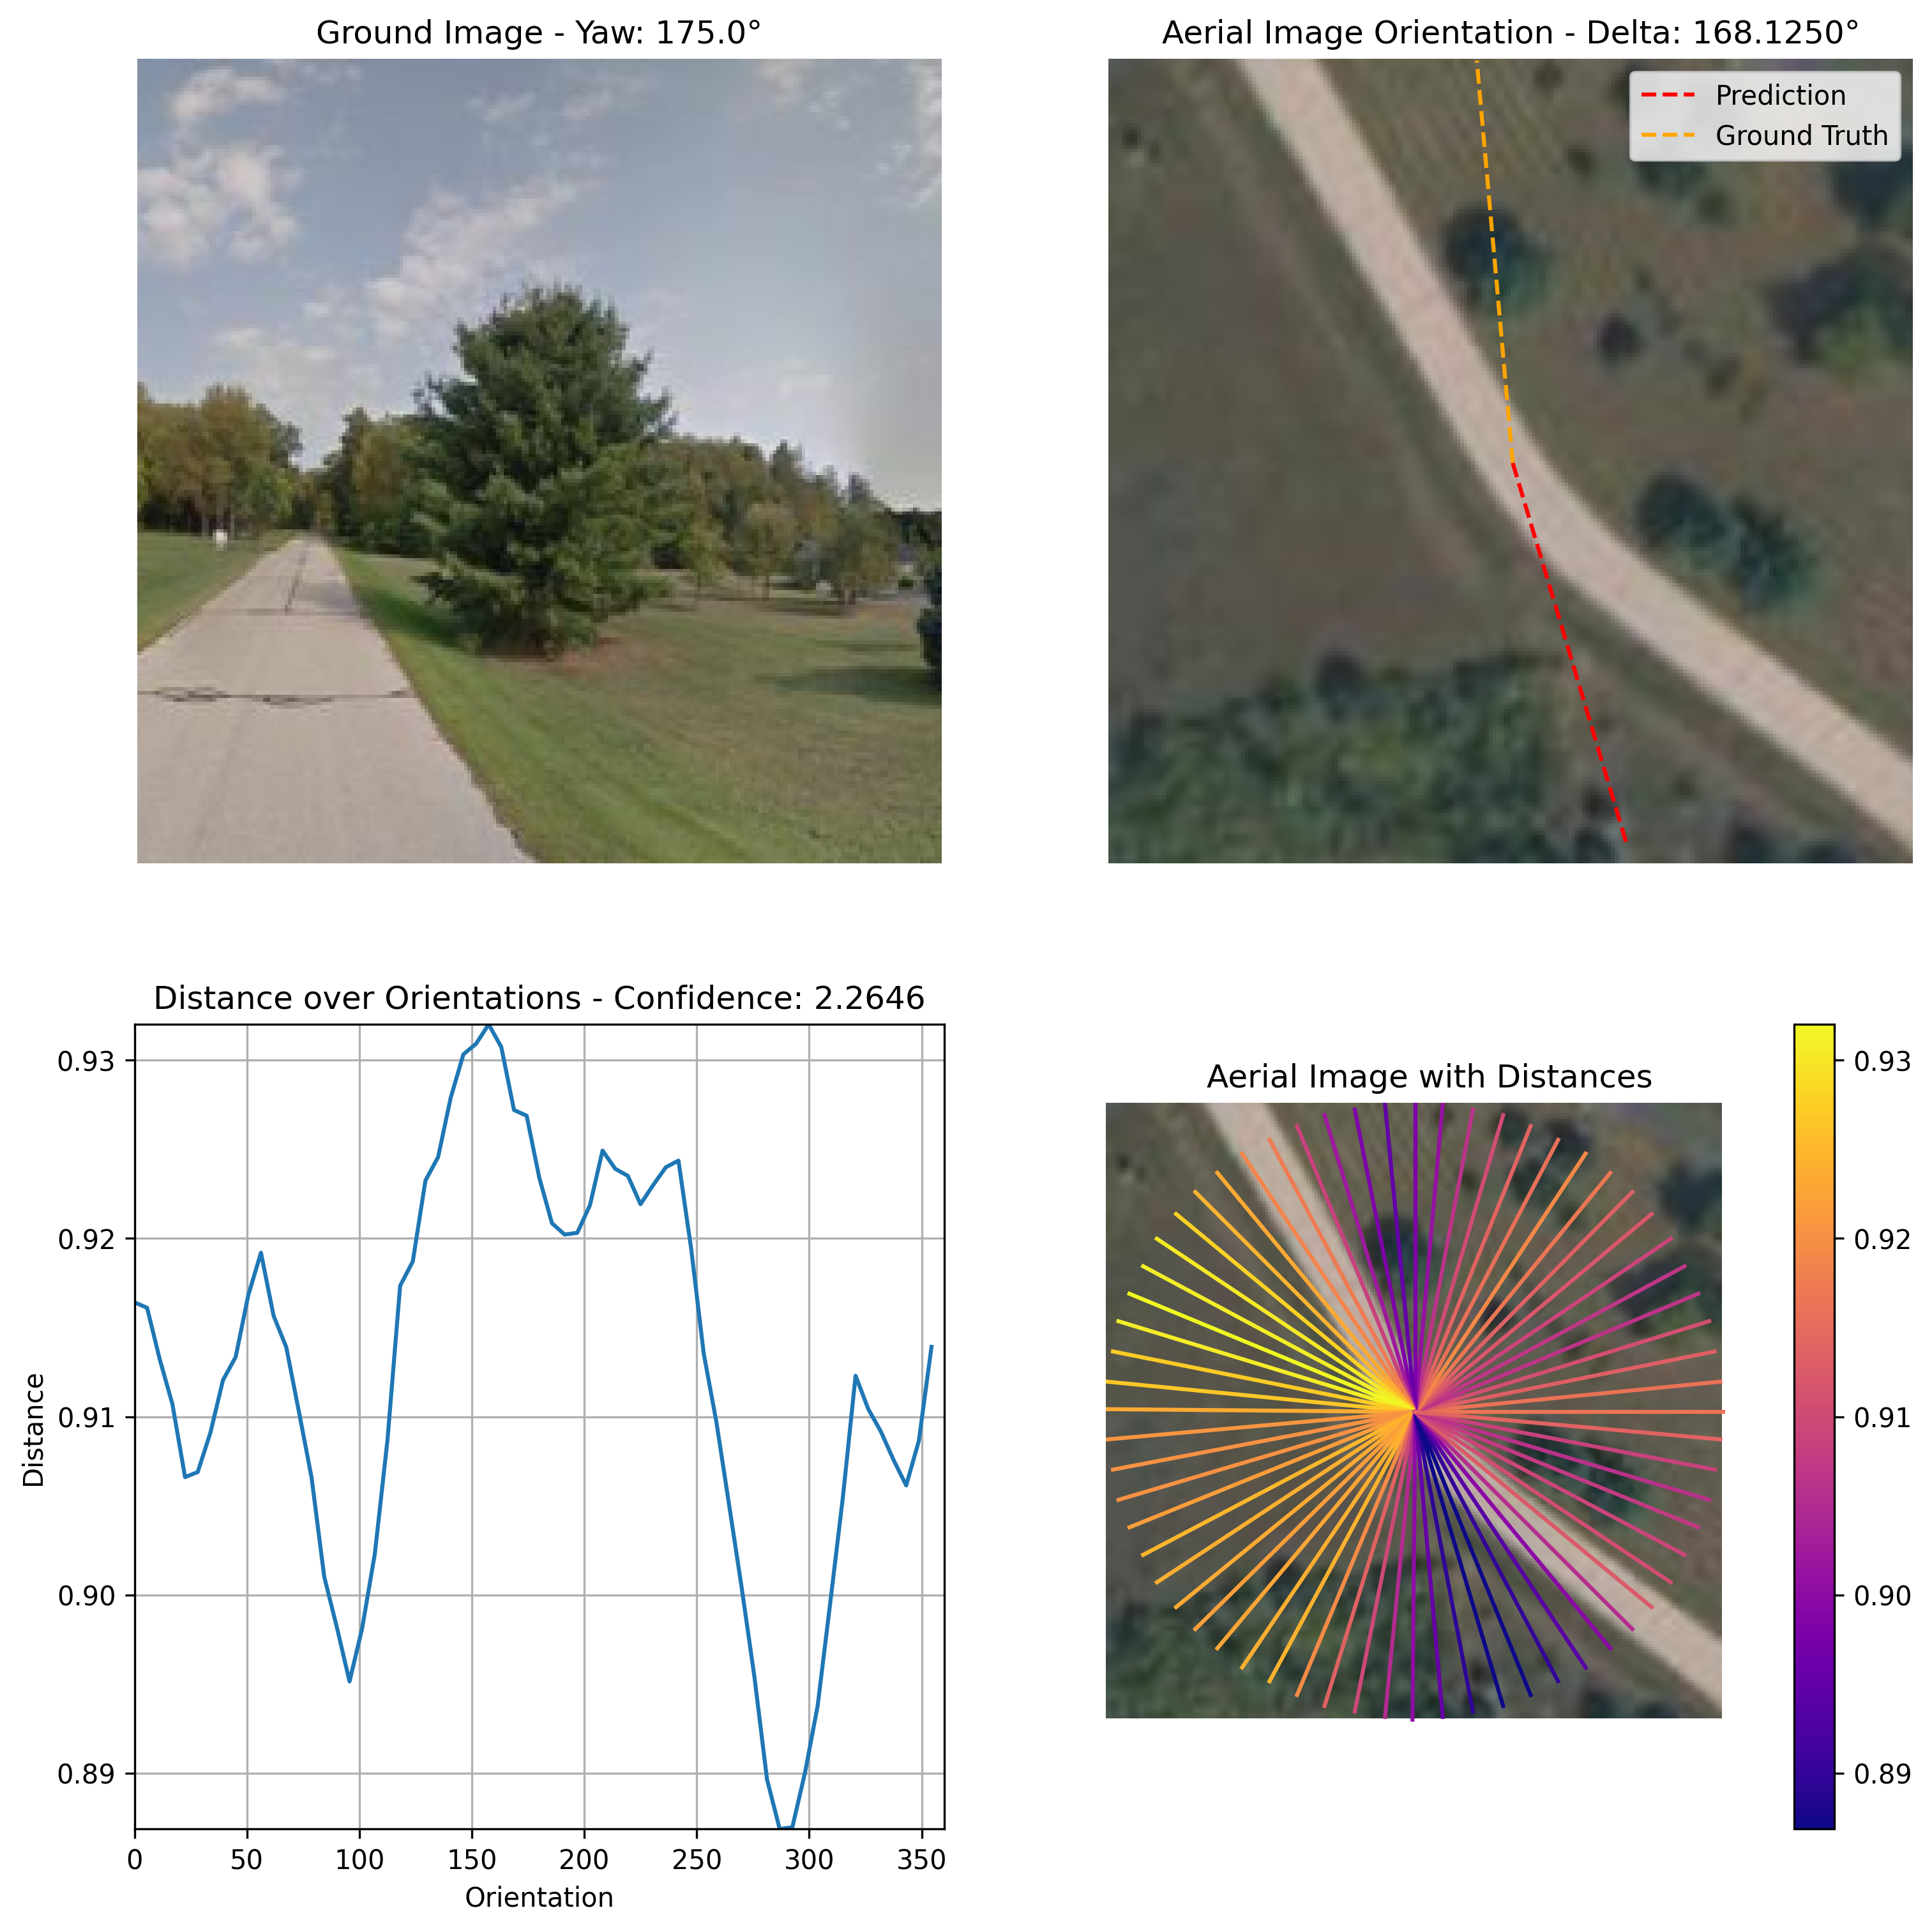 Ground Image - Yaw: 175.0°
Aerial Image Orientation - Delta: 168.1250°
Prediction
Ground Truth
Distance over Orientations - Confidence: 2.2646
0.93
0.92
0.91
0.90
0.89
Distance
0 50 100 150 200 250 300 350
Orientation
Aerial Image with Distances
0.93
0.92
0.91
0.90
0.89